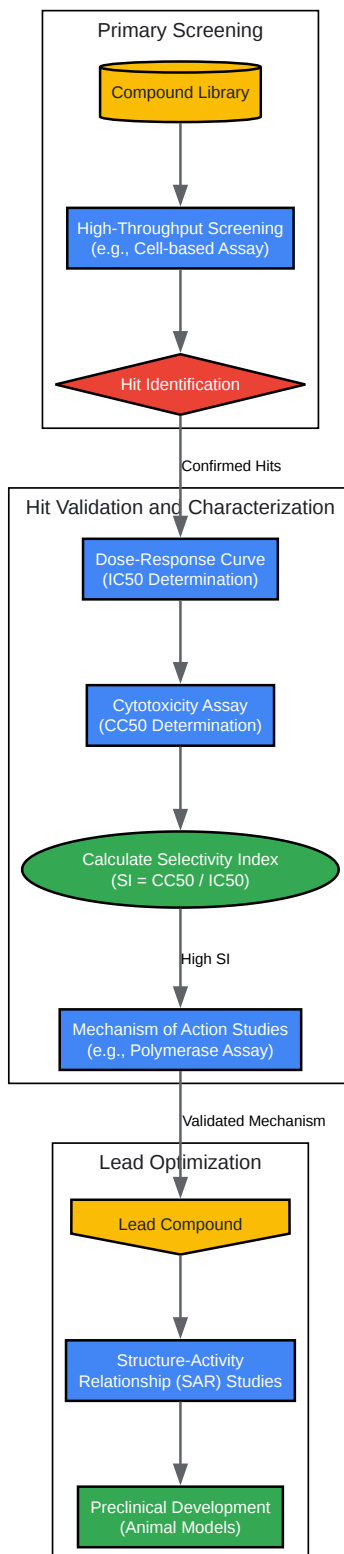 Primary Screening
Compound Library
High-Throughput Screening
(e.g., Cell-based Assay)
Hit Identification
Confirmed Hits
Hit Validation and Characterization
Dose-Response Curve
(IC50 Determination)
Cytotoxicity Assay
(CC50 Determination)
Calculate Selectivity Index
(SI = CC50 / IC50)
High SI
Mechanism of Action Studies
(e.g., Polymerase Assay)
Validated Mechanism
Lead Optimization
Lead Compound
Structure-Activity
Relationship (SAR) Studies
Preclinical Development
(Animal Models)